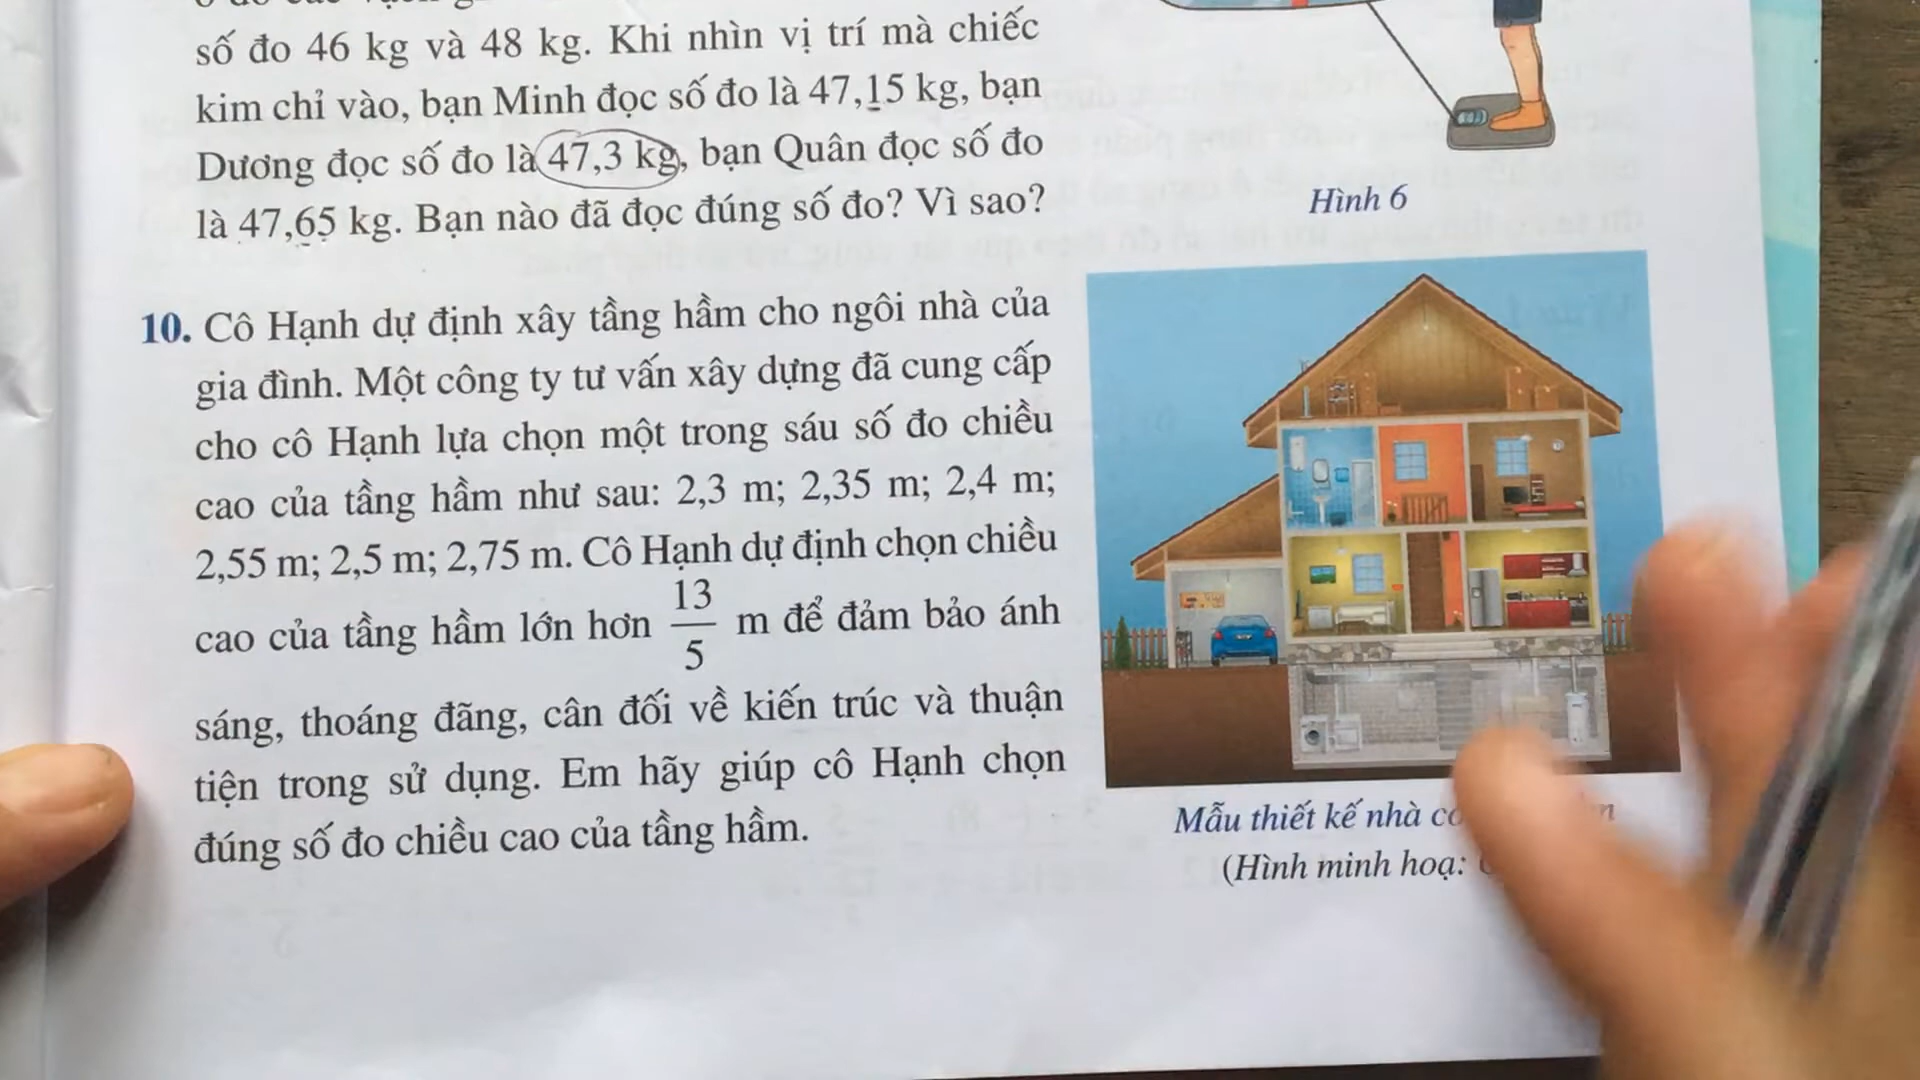 số đo 46 kg và 48 kg. Khi nhìn vị trí mà chiếc
kim chỉ vào, bạn Minh đọc số đo là 47,15 kg, bạn
Dương đọc số đo là 47,3 kg, bạn Quân đọc số đo
là 47,65 kg. Bạn nào đã đọc đúng số đo? Vì sao?
Hình 6
10. Cô Hạnh dự định xây tầng hầm cho ngôi nhà của
gia đình. Một công ty tư vấn xây dựng đã cung cấp
cho cô Hạnh lựa chọn một trong sáu số đo chiều
cao của tầng hầm như sau: 2,3 m; 2,35 m; 2,4 m;
2,55 m; 2,5 m; 2,75 m. Cô Hạnh dự định chọn chiều
cao của tầng hầm lớn hơn 13/5 m để đảm bảo ánh
sáng, thoáng đãng, cân đối về kiến trúc và thuận
tiện trong sử dụng. Em hãy giúp cô Hạnh chọn
đúng số đo chiều cao của tầng hầm.
Mẫu thiết kế nhà
(Hình minh hoạ: